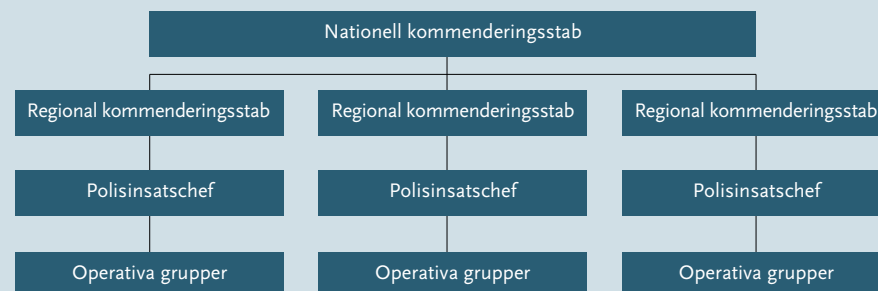 Nationell kommenderingsstab
Regional kommenderingsstab
Regional kommenderingsstab
Regional kommenderingsstab
Polisinsatschef
Polisinsatschef
Polisinsatschef
Operativa grupper
Operativa grupper
Operativa grupper